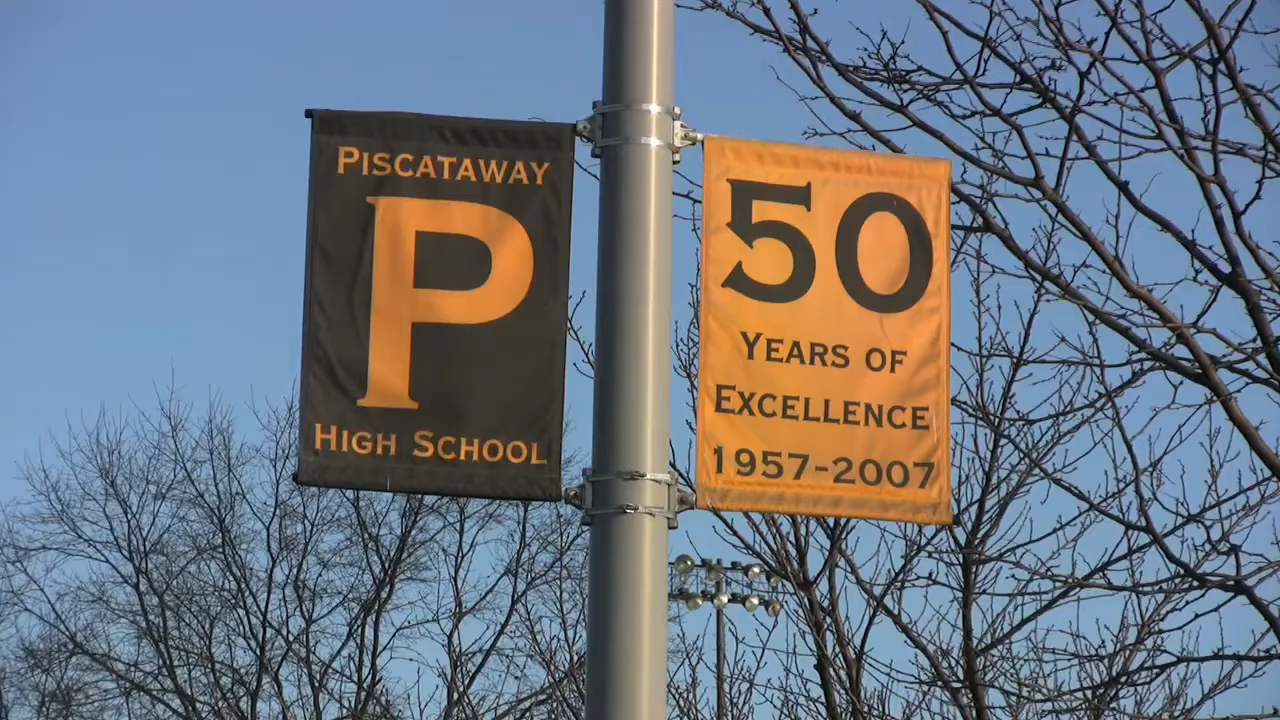 PISCATAWAY
P
HIGH SCHOOL
50
YEARS OF
EXCELLENCE
1957-2007